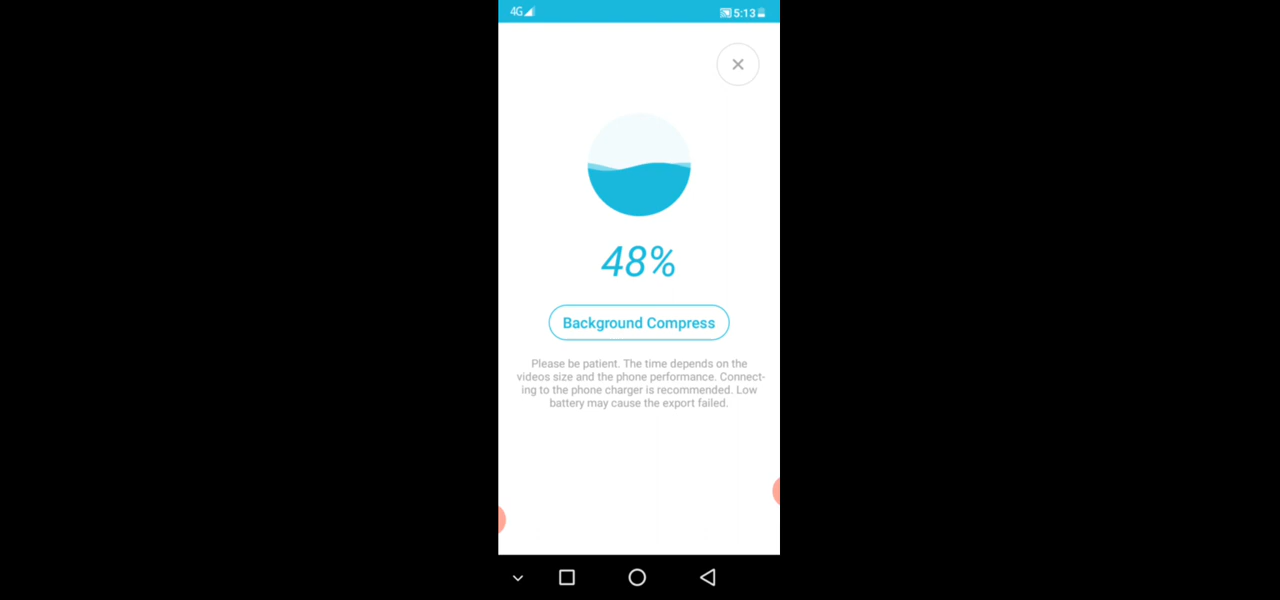 4G 5:13
48%
Background Compress
Please be patient. The time depends on the
videos size and the phone performance. Connect-
ing to the phone charger is recommended. Low
battery may cause the export failed.